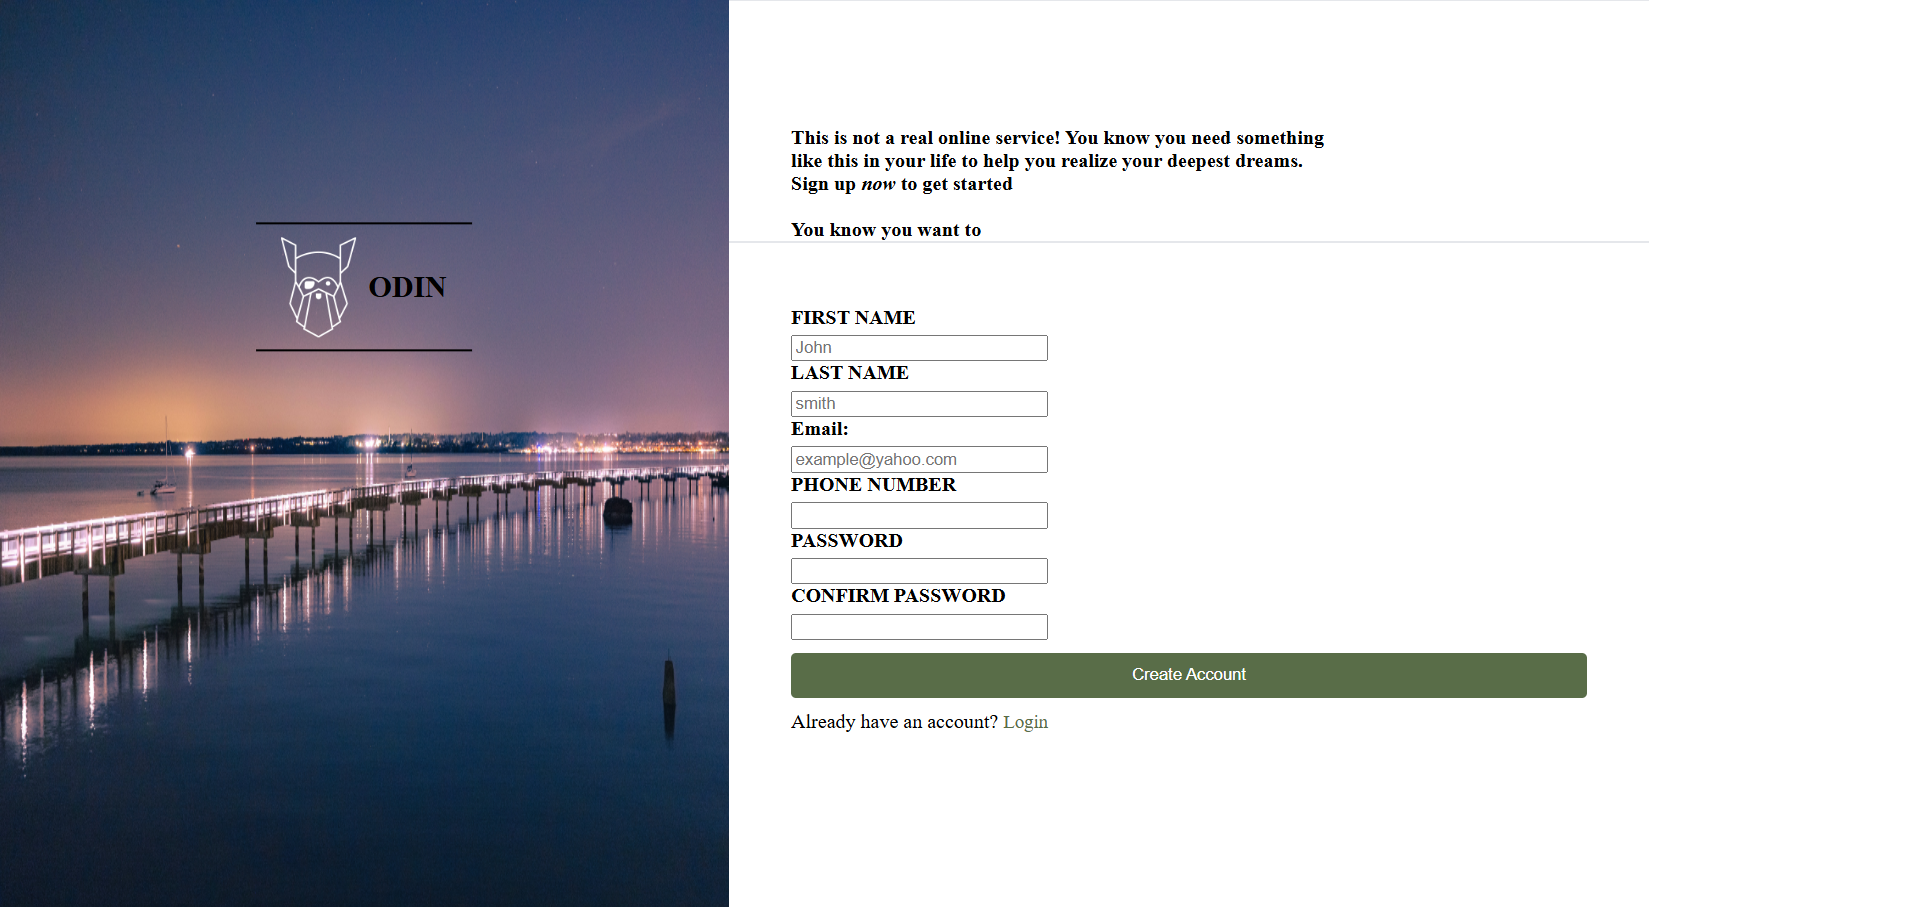 ODIN
This is not a real online service! You know you need something
like this in your life to help you realize your deepest dreams.
Sign up now to get started
You know you want to
FIRST NAME
John
LAST NAME
smith
Email:
example@yahoo.com
PHONE NUMBER
PASSWORD
CONFIRM PASSWORD
Create Account
Already have an account? Login